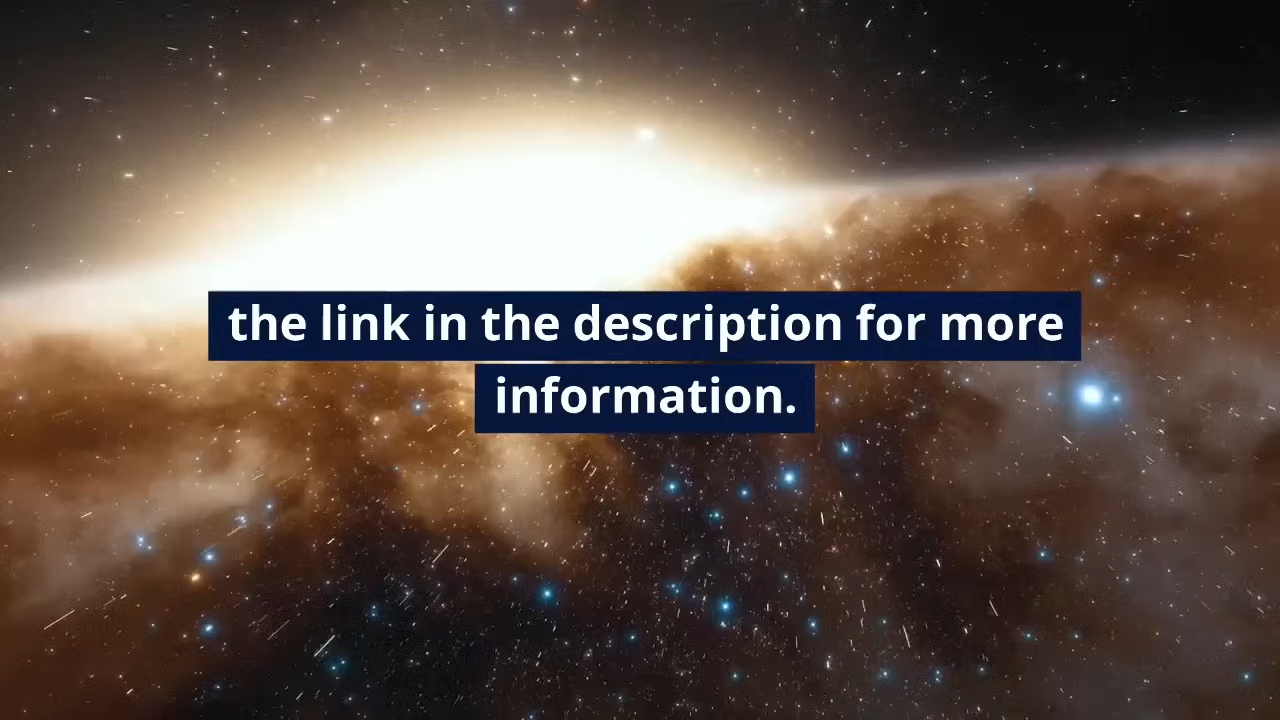 the link in the description for more
information.